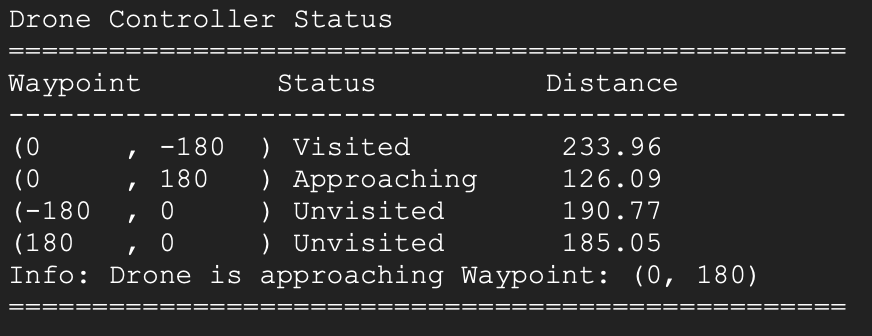 Drone Controller Status
==================================================
Waypoint        Status          Distance
--------------------------------------------------
(0     , -180  ) Visited         233.96
(0     , 180   ) Approaching     126.09
(-180  , 0     ) Unvisited       190.77
(180   , 0     ) Unvisited       185.05
Info: Drone is approaching Waypoint: (0, 180)
==================================================